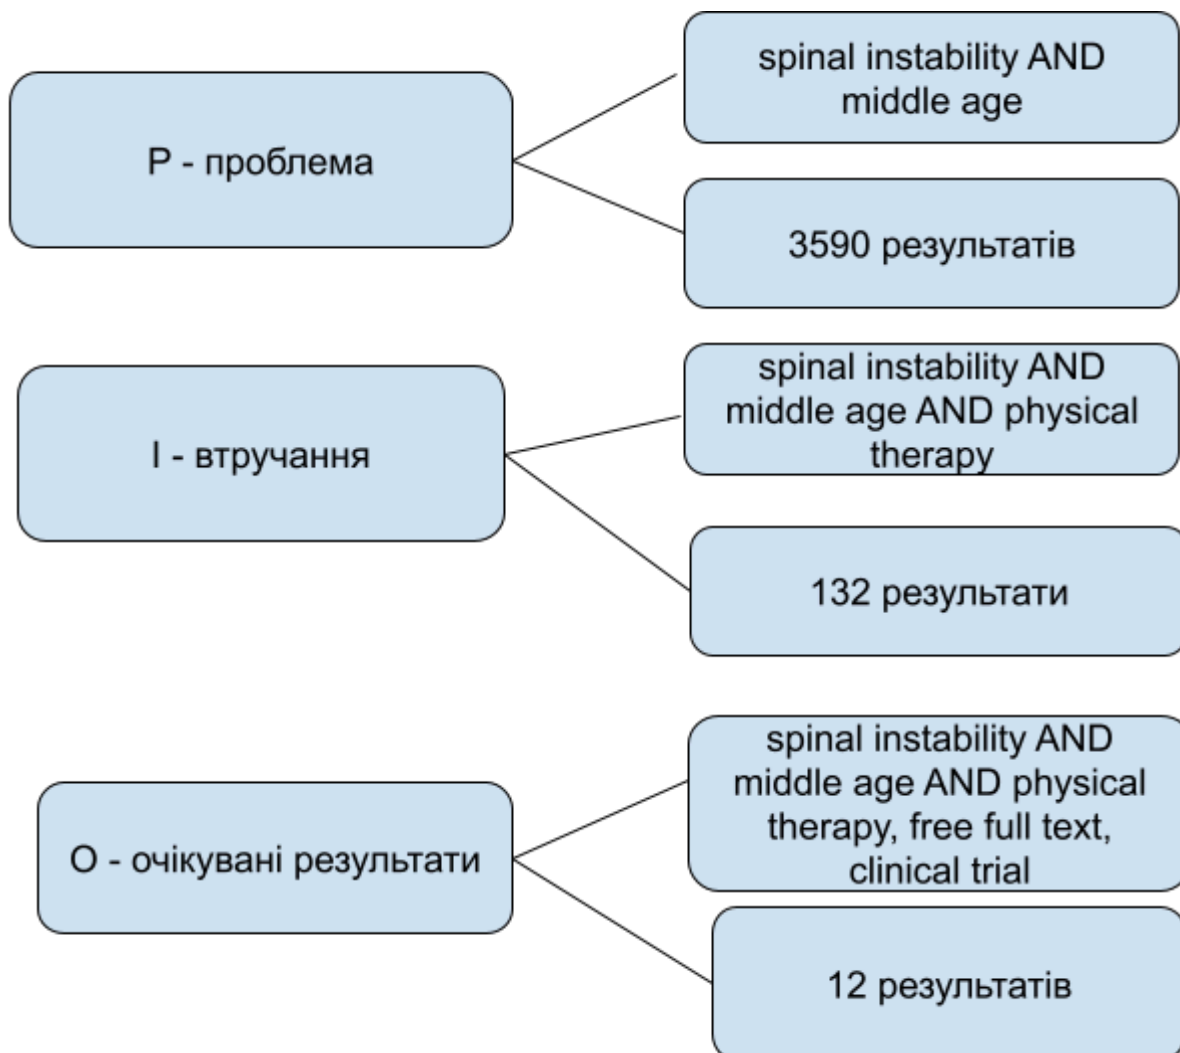 P - проблема
spinal instability AND
middle age
3590 результатів
I - втручання
spinal instability AND
middle age AND physical
therapy
132 результати
O - очікувані результати
spinal instability AND
middle age AND physical
therapy, free full text,
clinical trial
12 результатів